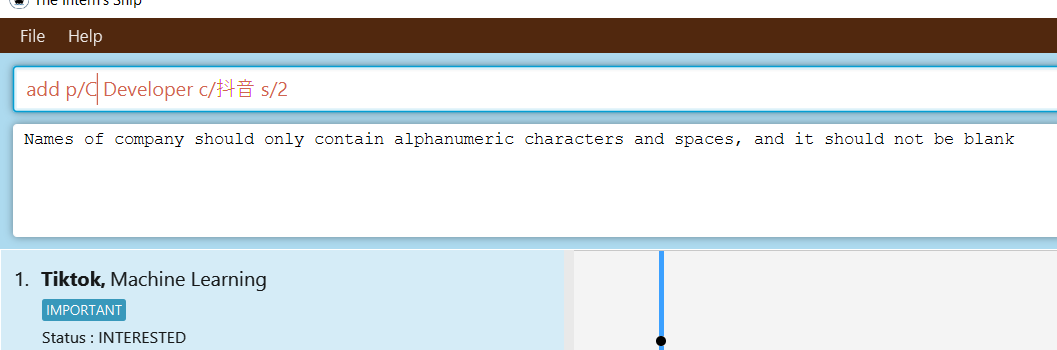 The Intern's Ship
File Help
add p/C Developer c/抖音 s/2
Names of company should only contain alphanumeric characters and spaces, and it should not be blank
1. Tiktok, Machine Learning
IMPORTANT
Status : INTERESTED